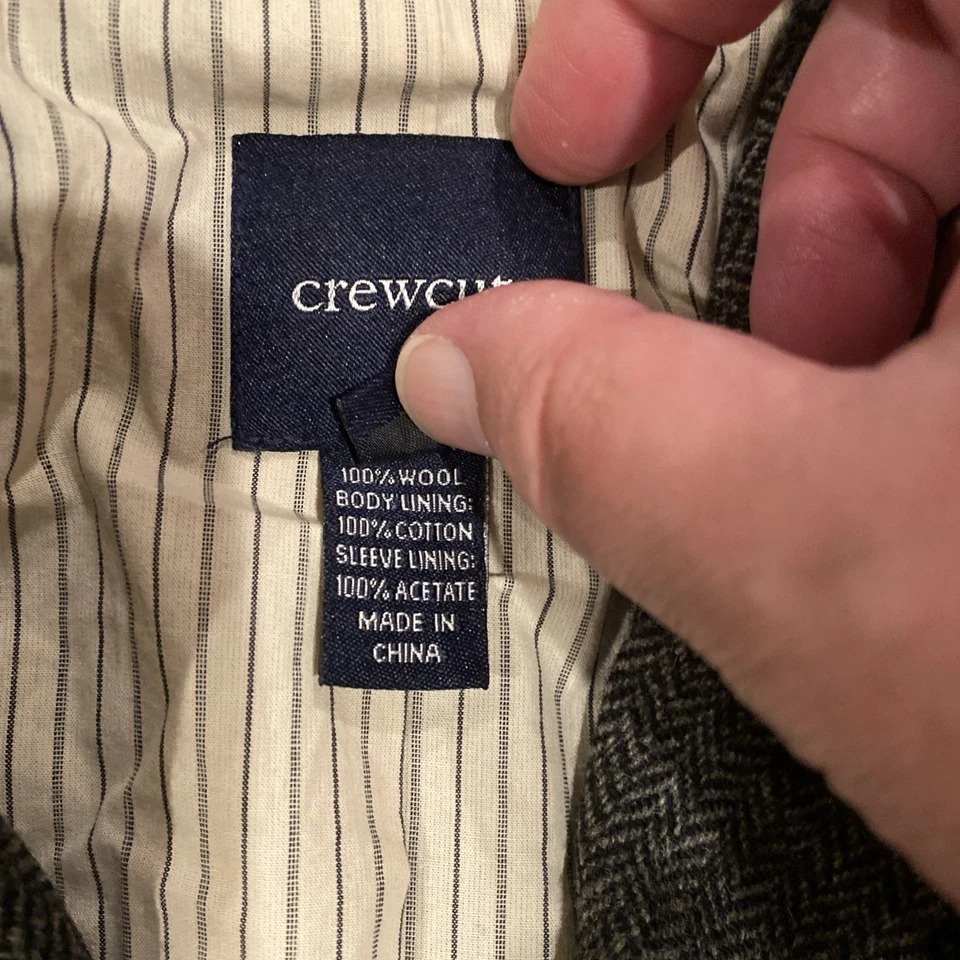 crewcut
100% WOOL
BODY LINING:
100% COTTON
SLEEVE LINING:
100% ACETATE
MADE IN
CHINA